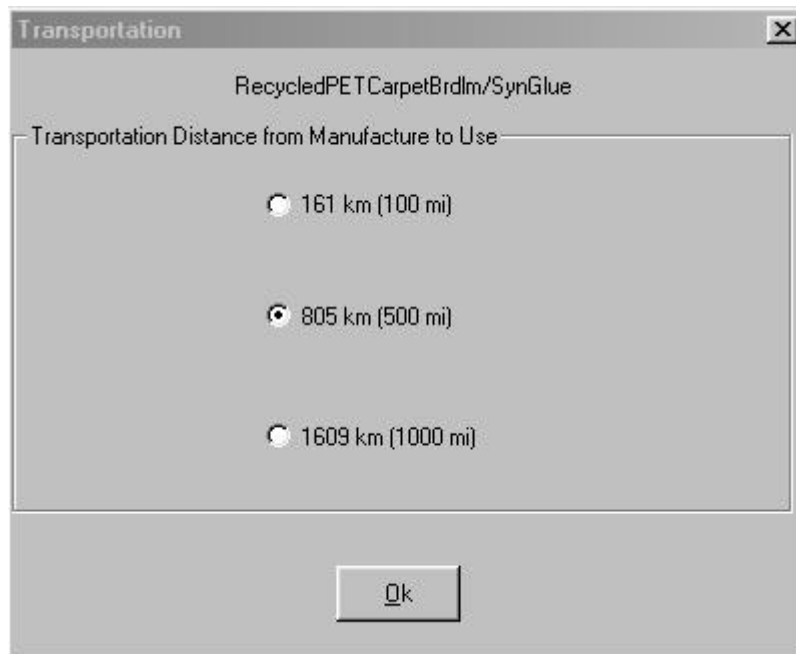 Transportation
RecycledPETCarpetBrdlm/SynGlue
Transportation Distance from Manufacture to Use
161 km (100 mi)
805 km (500 mi)
1609 km (1000 mi)
Ok